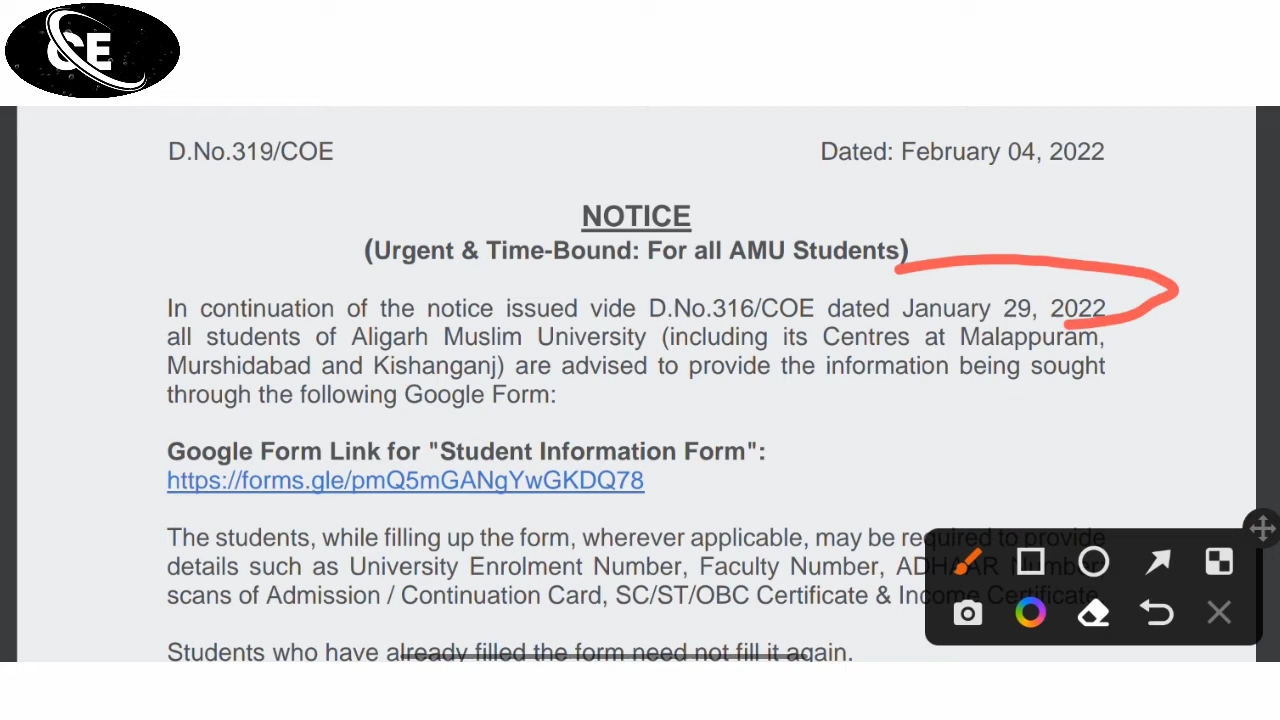 CE
D.No.319/COE Dated: February 04, 2022
NOTICE
(Urgent & Time-Bound: For all AMU Students)
In continuation of the notice issued vide D.No.316/COE dated January 29, 2022
all students of Aligarh Muslim University (including its Centres at Malappuram,
Murshidabad and Kishanganj) are advised to provide the information being sought
through the following Google Form:
Google Form Link for "Student Information Form":
https://forms.gle/pmQ5mGANgYwGKDQ78
The students, while filling up the form, wherever applicable, may be required to provide
details such as University Enrolment Number, Faculty Number, ADHAAR Number,
scans of Admission / Continuation Card, SC/ST/OBC Certificate & Income Certificate.
Students who have already filled the form need not fill it again.